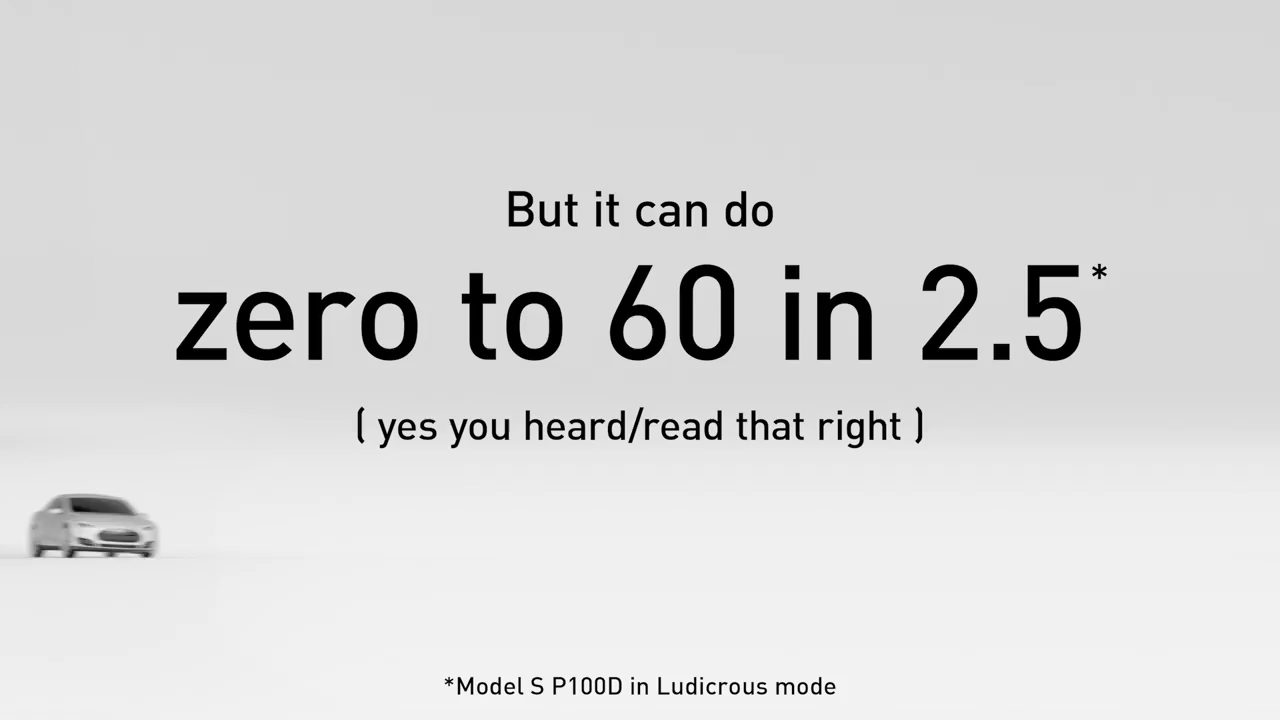 But it can do
zero to 60 in 2.5*
( yes you heard/read that right )
*Model S P100D in Ludicrous mode